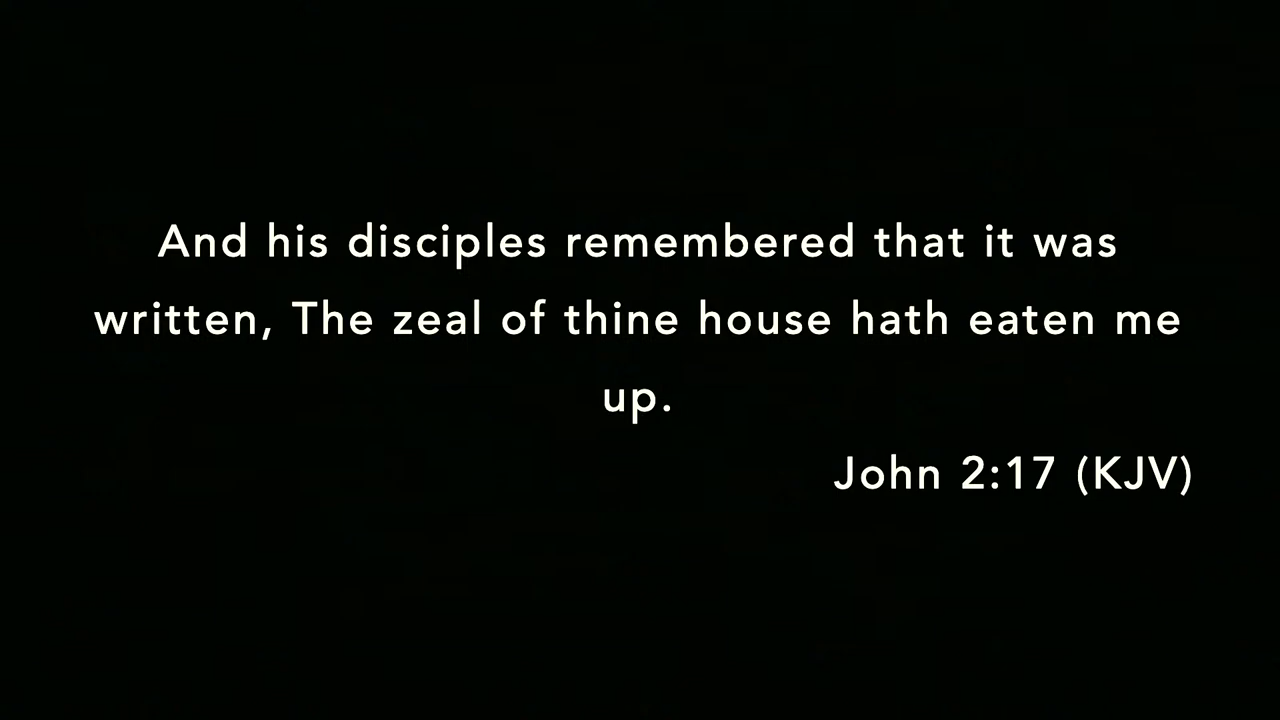 And his disciples remembered that it was
written, The zeal of thine house hath eaten me
up.
John 2:17 (KJV)